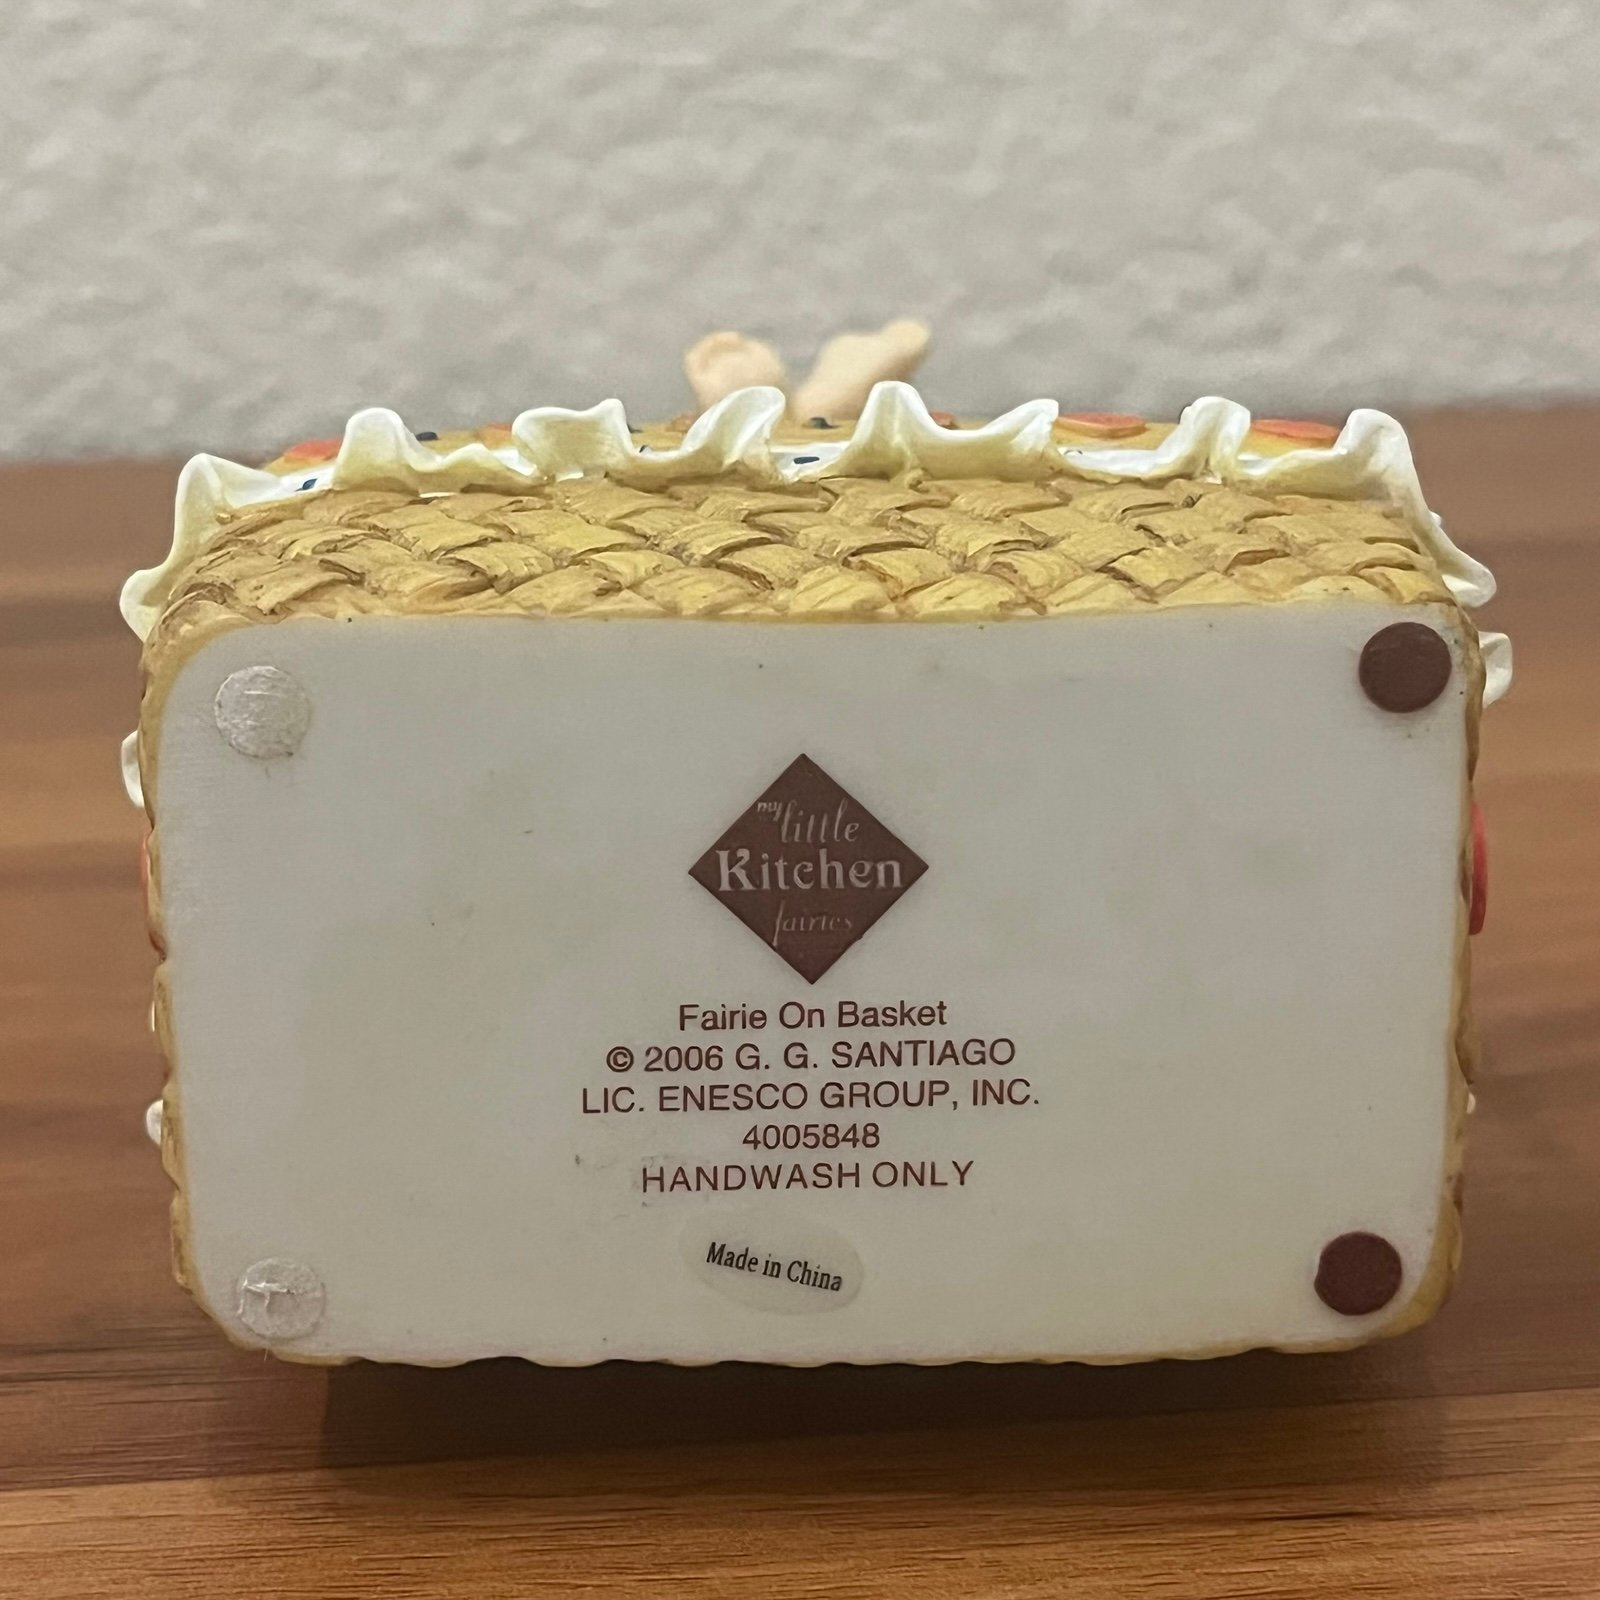 my
little
Kitchen
fairies
Fairie On Basket
© 2006 G. G. SANTIAGO
LIC. ENESCO GROUP, INC.
4005848
HANDWASH ONLY
Made in China